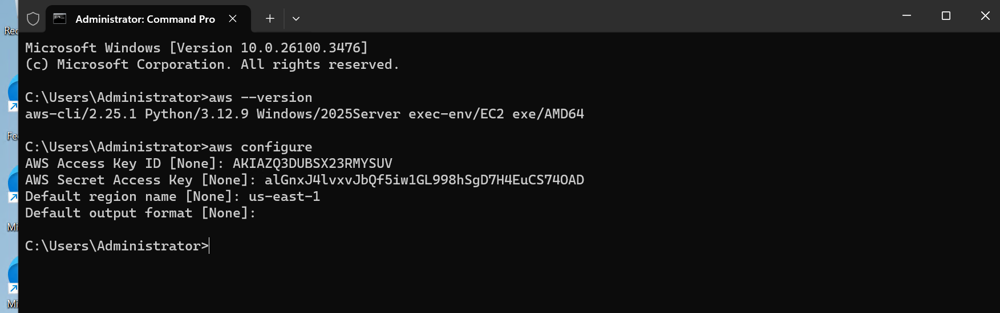 Rec
Administrator: Command Pro
Microsoft Windows [Version 10.0.26100.3476]
(c) Microsoft Corporation. All rights reserved.
C:\Users\Administrator>aws --version
aws-cli/2.25.1 Python/3.12.9 Windows/2025Server exec-env/EC2 exe/AMD64
Fe
C:\Users\Administrator>aws configure
AWS Access Key ID [None]: AKIAZQ3DUBSX23RMYSUV
AWS Secret Access Key [None]: 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
Default region name [None]: us-east-1
Default output format [None]:
Mi
C:\Users\Administrator>
Mi